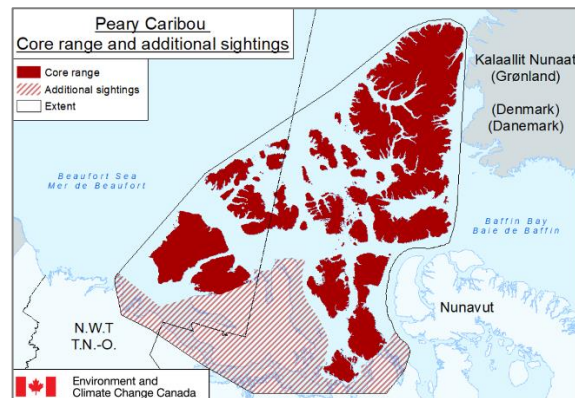 Peary Caribou
Core range and additional sightings
Core range
Additional sightings
Extent
Kalaallit Nunaat
(Grønland)
(Denmark)
(Danemark)
Beaufort Sea
Mer de Beaufort
Baffin Bay
Baie de Baffin
Nunavut
N.W.T
T.N.-O.
Environment and
Climate Change Canada